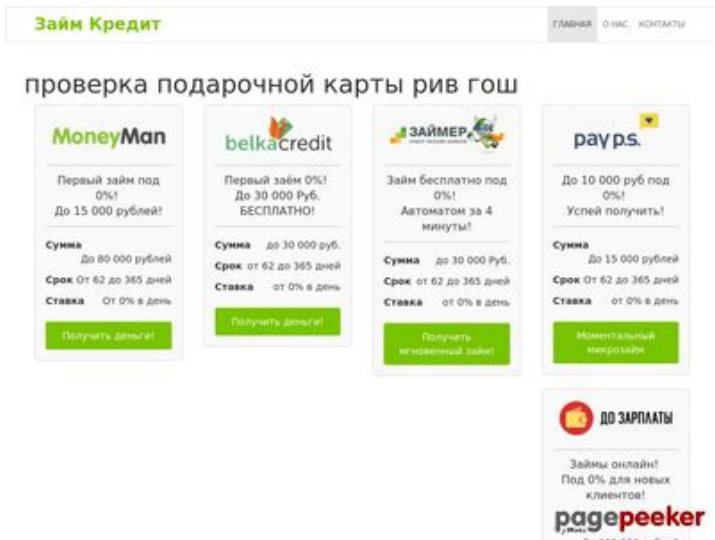 Займ Кредит
ГЛАВНАЯ О НАС КОНТАКТЫ
проверка подарочной карты рив гош
MoneyMan
Первый займ под
0%!
До 15 000 рублей!
Сумма
До 80 000 рублей
Срок От 62 до 365 дней
Ставка От 0% в день
Получить деньги!
belkacredit
Первый заём 0%!
До 30 000 Руб.
БЕСПЛАТНО!
Сумма до 30 000 руб.
Срок от 62 до 365 дней
Ставка от 0% в день
Получить деньги!
ЗАЙМЕР
Займ бесплатно под
0%!
Автоматом за 4
минуты!
Сумма до 30 000 Руб.
Срок от 62 до 365 дней
Ставка от 0% в день
Получить
мгновенный займ!
pay p.s.
До 10 000 руб под
0%!
Успей получить!
Сумма
До 15 000 рублей
Срок От 62 до 365 дней
Ставка от 0% в день
Моментальный
микрозайм
ДО ЗАРПЛАТЫ
Займы онлайн!
Под 0% для новых
клиентов!
pagepeeker